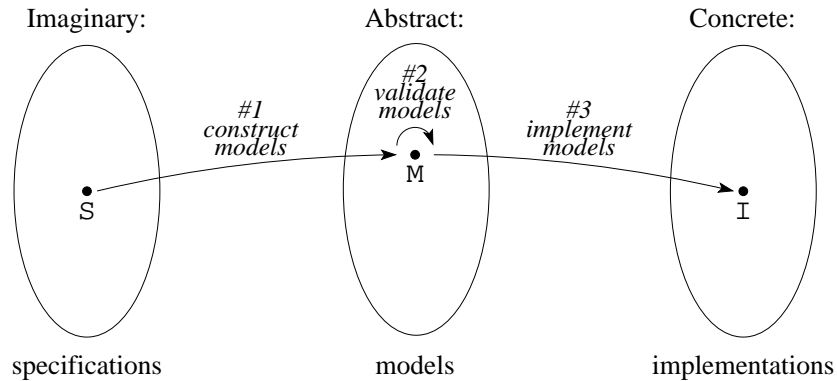 Imaginary:
Abstract:
Concrete:
#1
construct
models
#2
validate
models
#3
implement
models
S
M
I
specifications
models
implementations